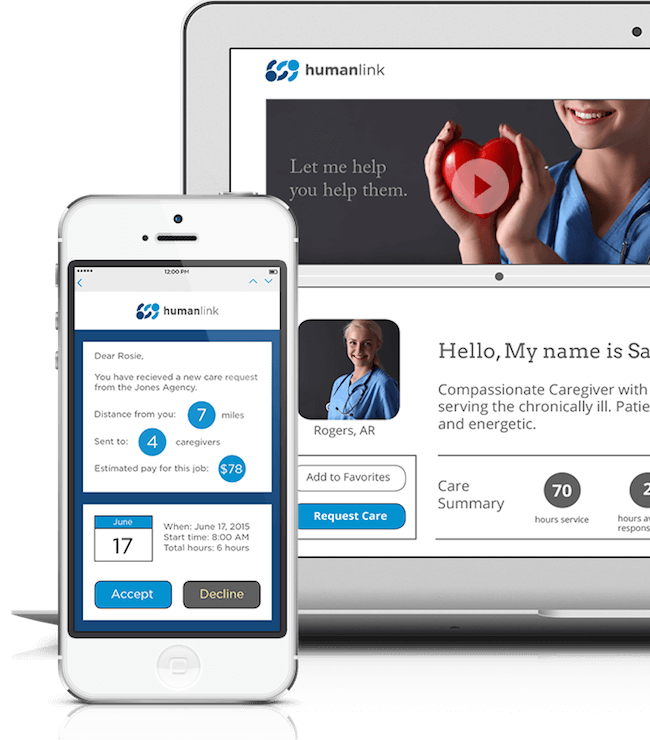 humanlink
Let me help
you help them.
Hello, My name is Sa
Compassionate Caregiver with
serving the chronically ill. Patie
and energetic.
Rogers, AR
Add to Favorites
Request Care
Care
Summary
70
hours service
2
hours av
respons
12:00 PM
humanlink
Dear Rosie,
You have recieved a new care request
from the Jones Agency.
Distance from you: 7 miles
Sent to: 4 caregivers
Estimated pay for this job: $78
June
17
When: June 17, 2015
Start time: 8:00 AM
Total hours: 6 hours
Accept
Decline